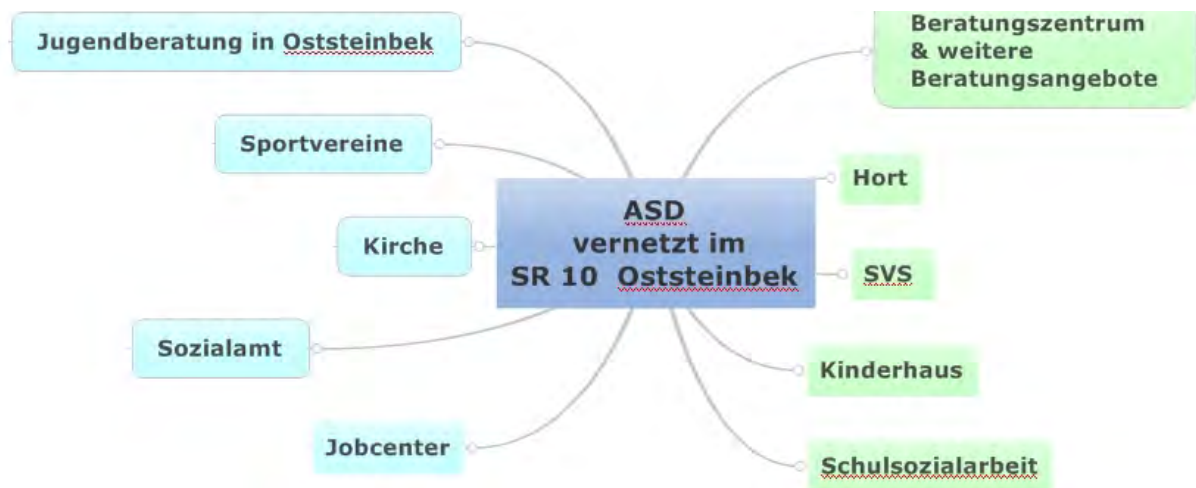 Jugendberatung in Oststeinbek
Sportvereine
Kirche
Sozialamt
Jobcenter
ASD
vernetzt im
SR 10 Oststeinbek
Beratungszentrum
& weitere
Beratungsangebote
Hort
SVS
Kinderhaus
Schulsozialarbeit